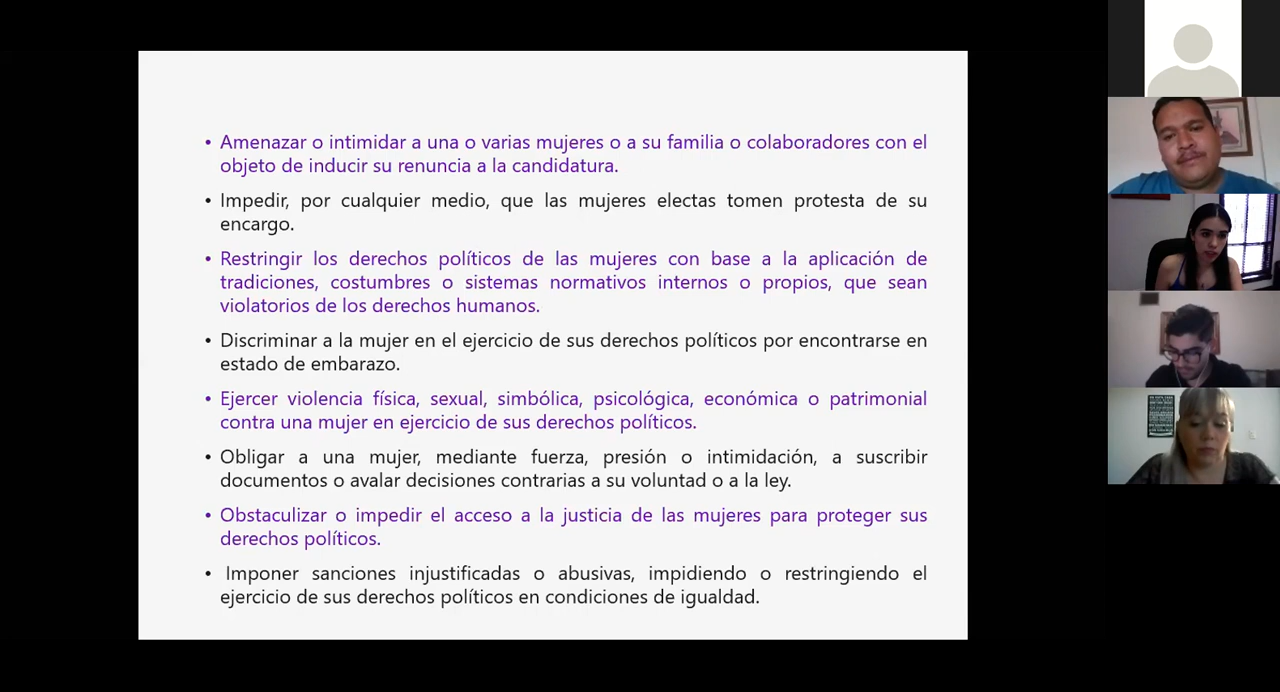 • Amenazar o intimidar a una o varias mujeres o a su familia o colaboradores con el
objeto de inducir su renuncia a la candidatura.
• Impedir, por cualquier medio, que las mujeres electas tomen protesta de su
encargo.
• Restringir los derechos políticos de las mujeres con base a la aplicación de
tradiciones, costumbres o sistemas normativos internos o propios, que sean
violatorios de los derechos humanos.
• Discriminar a la mujer en el ejercicio de sus derechos políticos por encontrarse en
estado de embarazo.
• Ejercer violencia física, sexual, simbólica, psicológica, económica o patrimonial
contra una mujer en ejercicio de sus derechos políticos.
• Obligar a una mujer, mediante fuerza, presión o intimidación, a suscribir
documentos o avalar decisiones contrarias a su voluntad o a la ley.
• Obstaculizar o impedir el acceso a la justicia de las mujeres para proteger sus
derechos políticos.
• Imponer sanciones injustificadas o abusivas, impidiendo o restringiendo el
ejercicio de sus derechos políticos en condiciones de igualdad.